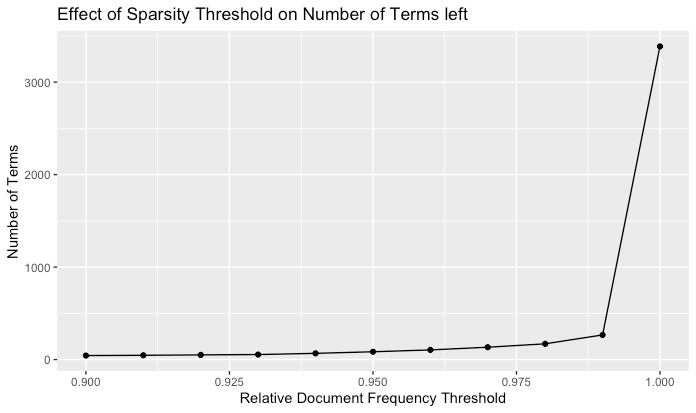 Effect of Sparsity Threshold on Number of Terms left
Number of Terms
3000
2000
1000
0
0.900 0.925 0.950 0.975 1.000
Relative Document Frequency Threshold